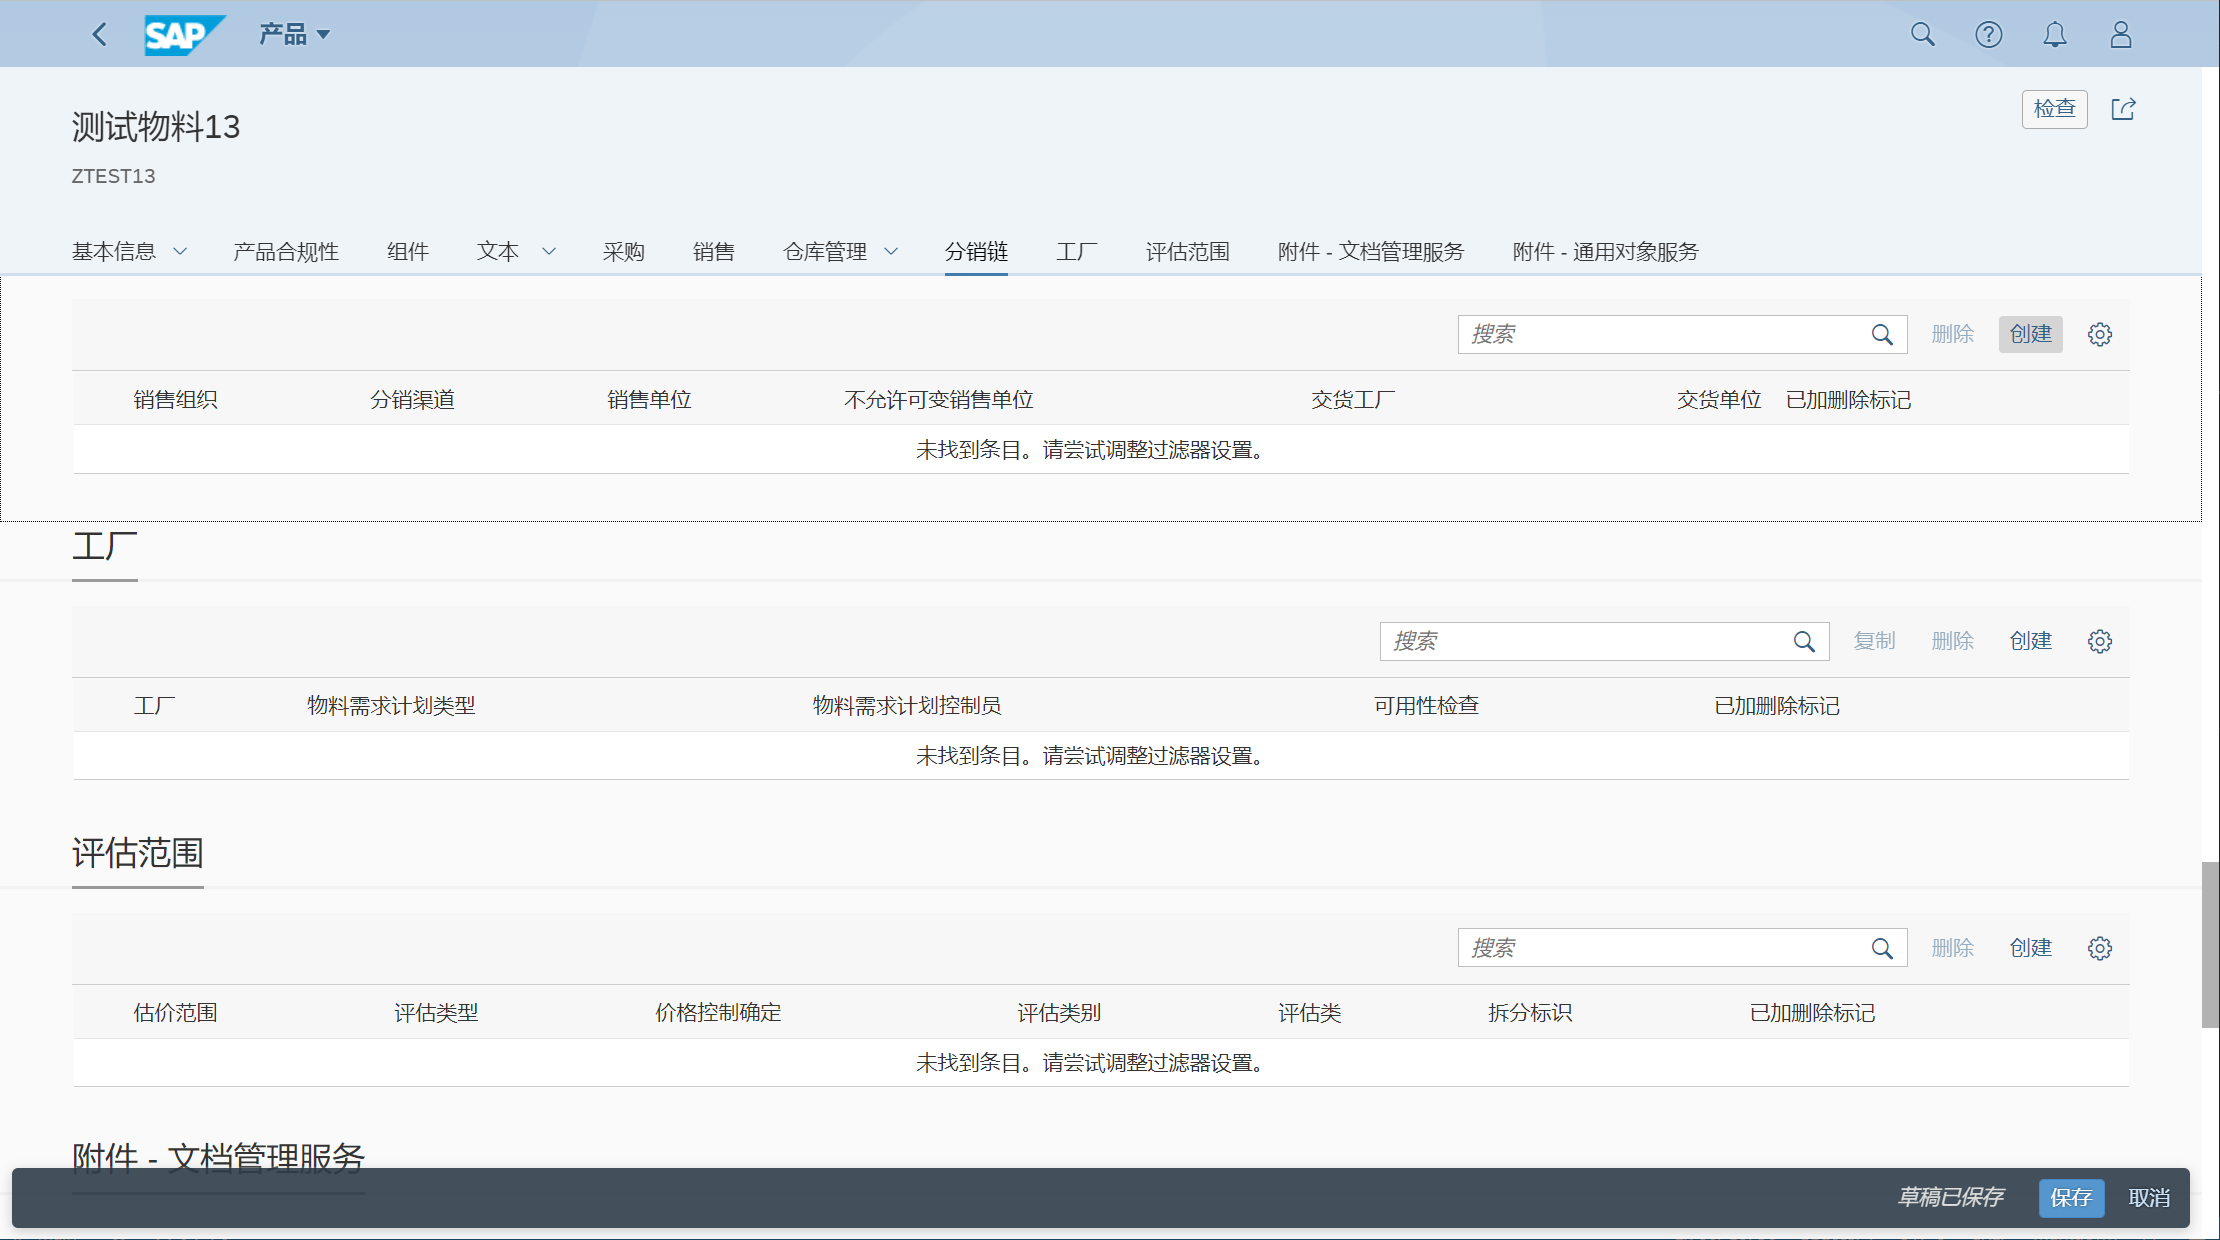 SAP 产品
检查
测试物料13
ZTEST13
基本信息 产品合规性 组件 文本 采购 销售 仓库管理 分销链 工厂 评估范围 附件 - 文档管理服务 附件 - 通用对象服务
搜索 删除 创建
销售组织 分销渠道 销售单位 不允许可变销售单位 交货工厂 交货单位 已加删除标记
未找到条目。请尝试调整过滤器设置。
工厂
搜索 复制 删除 创建
工厂 物料需求计划类型 物料需求计划控制员 可用性检查 已加删除标记
未找到条目。请尝试调整过滤器设置。
评估范围
搜索 删除 创建
估价范围 评估类型 价格控制确定 评估类别 评估类 拆分标识 已加删除标记
未找到条目。请尝试调整过滤器设置。
附件 - 文档管理服务
草稿已保存 保存 取消